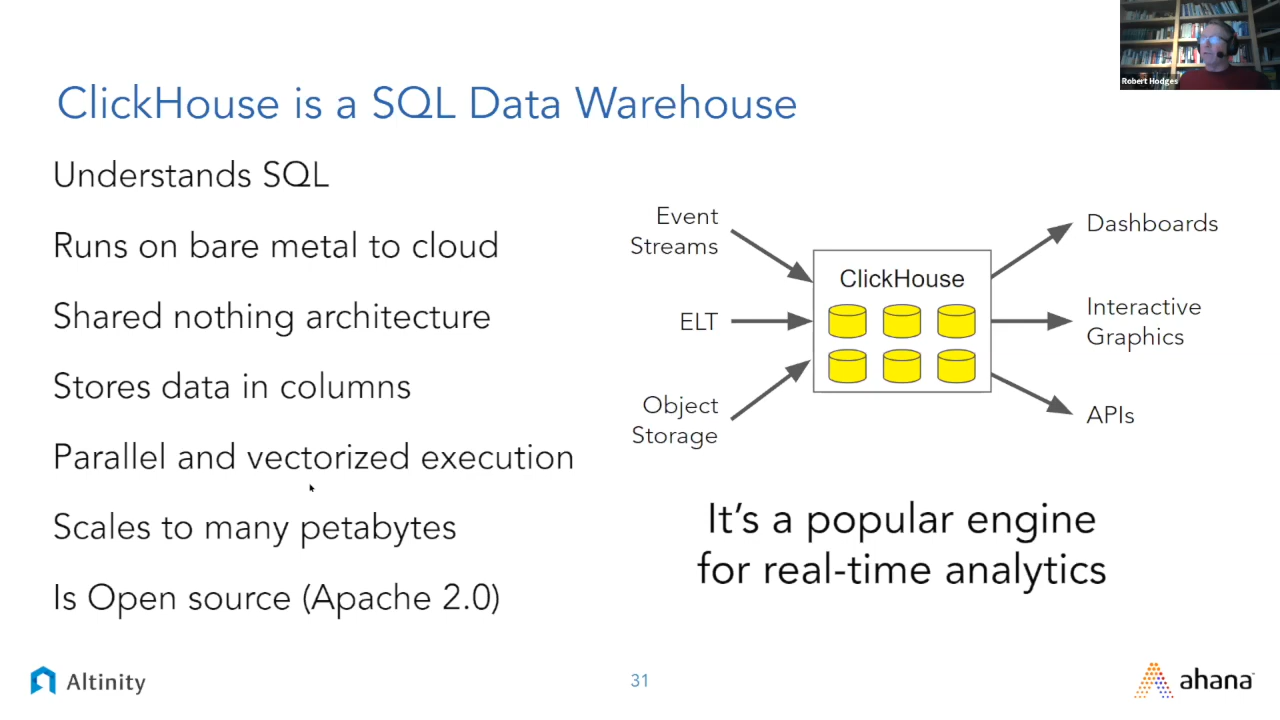 Robert Hodges
ClickHouse is a SQL Data Warehouse
Understands SQL
Runs on bare metal to cloud
Shared nothing architecture
Stores data in columns
Parallel and vectorized execution
Scales to many petabytes
Is Open source (Apache 2.0)
Event
Streams
ELT
Object
Storage
ClickHouse
Dashboards
Interactive
Graphics
APIs
It's a popular engine
for real-time analytics
Altinity
31
ahana